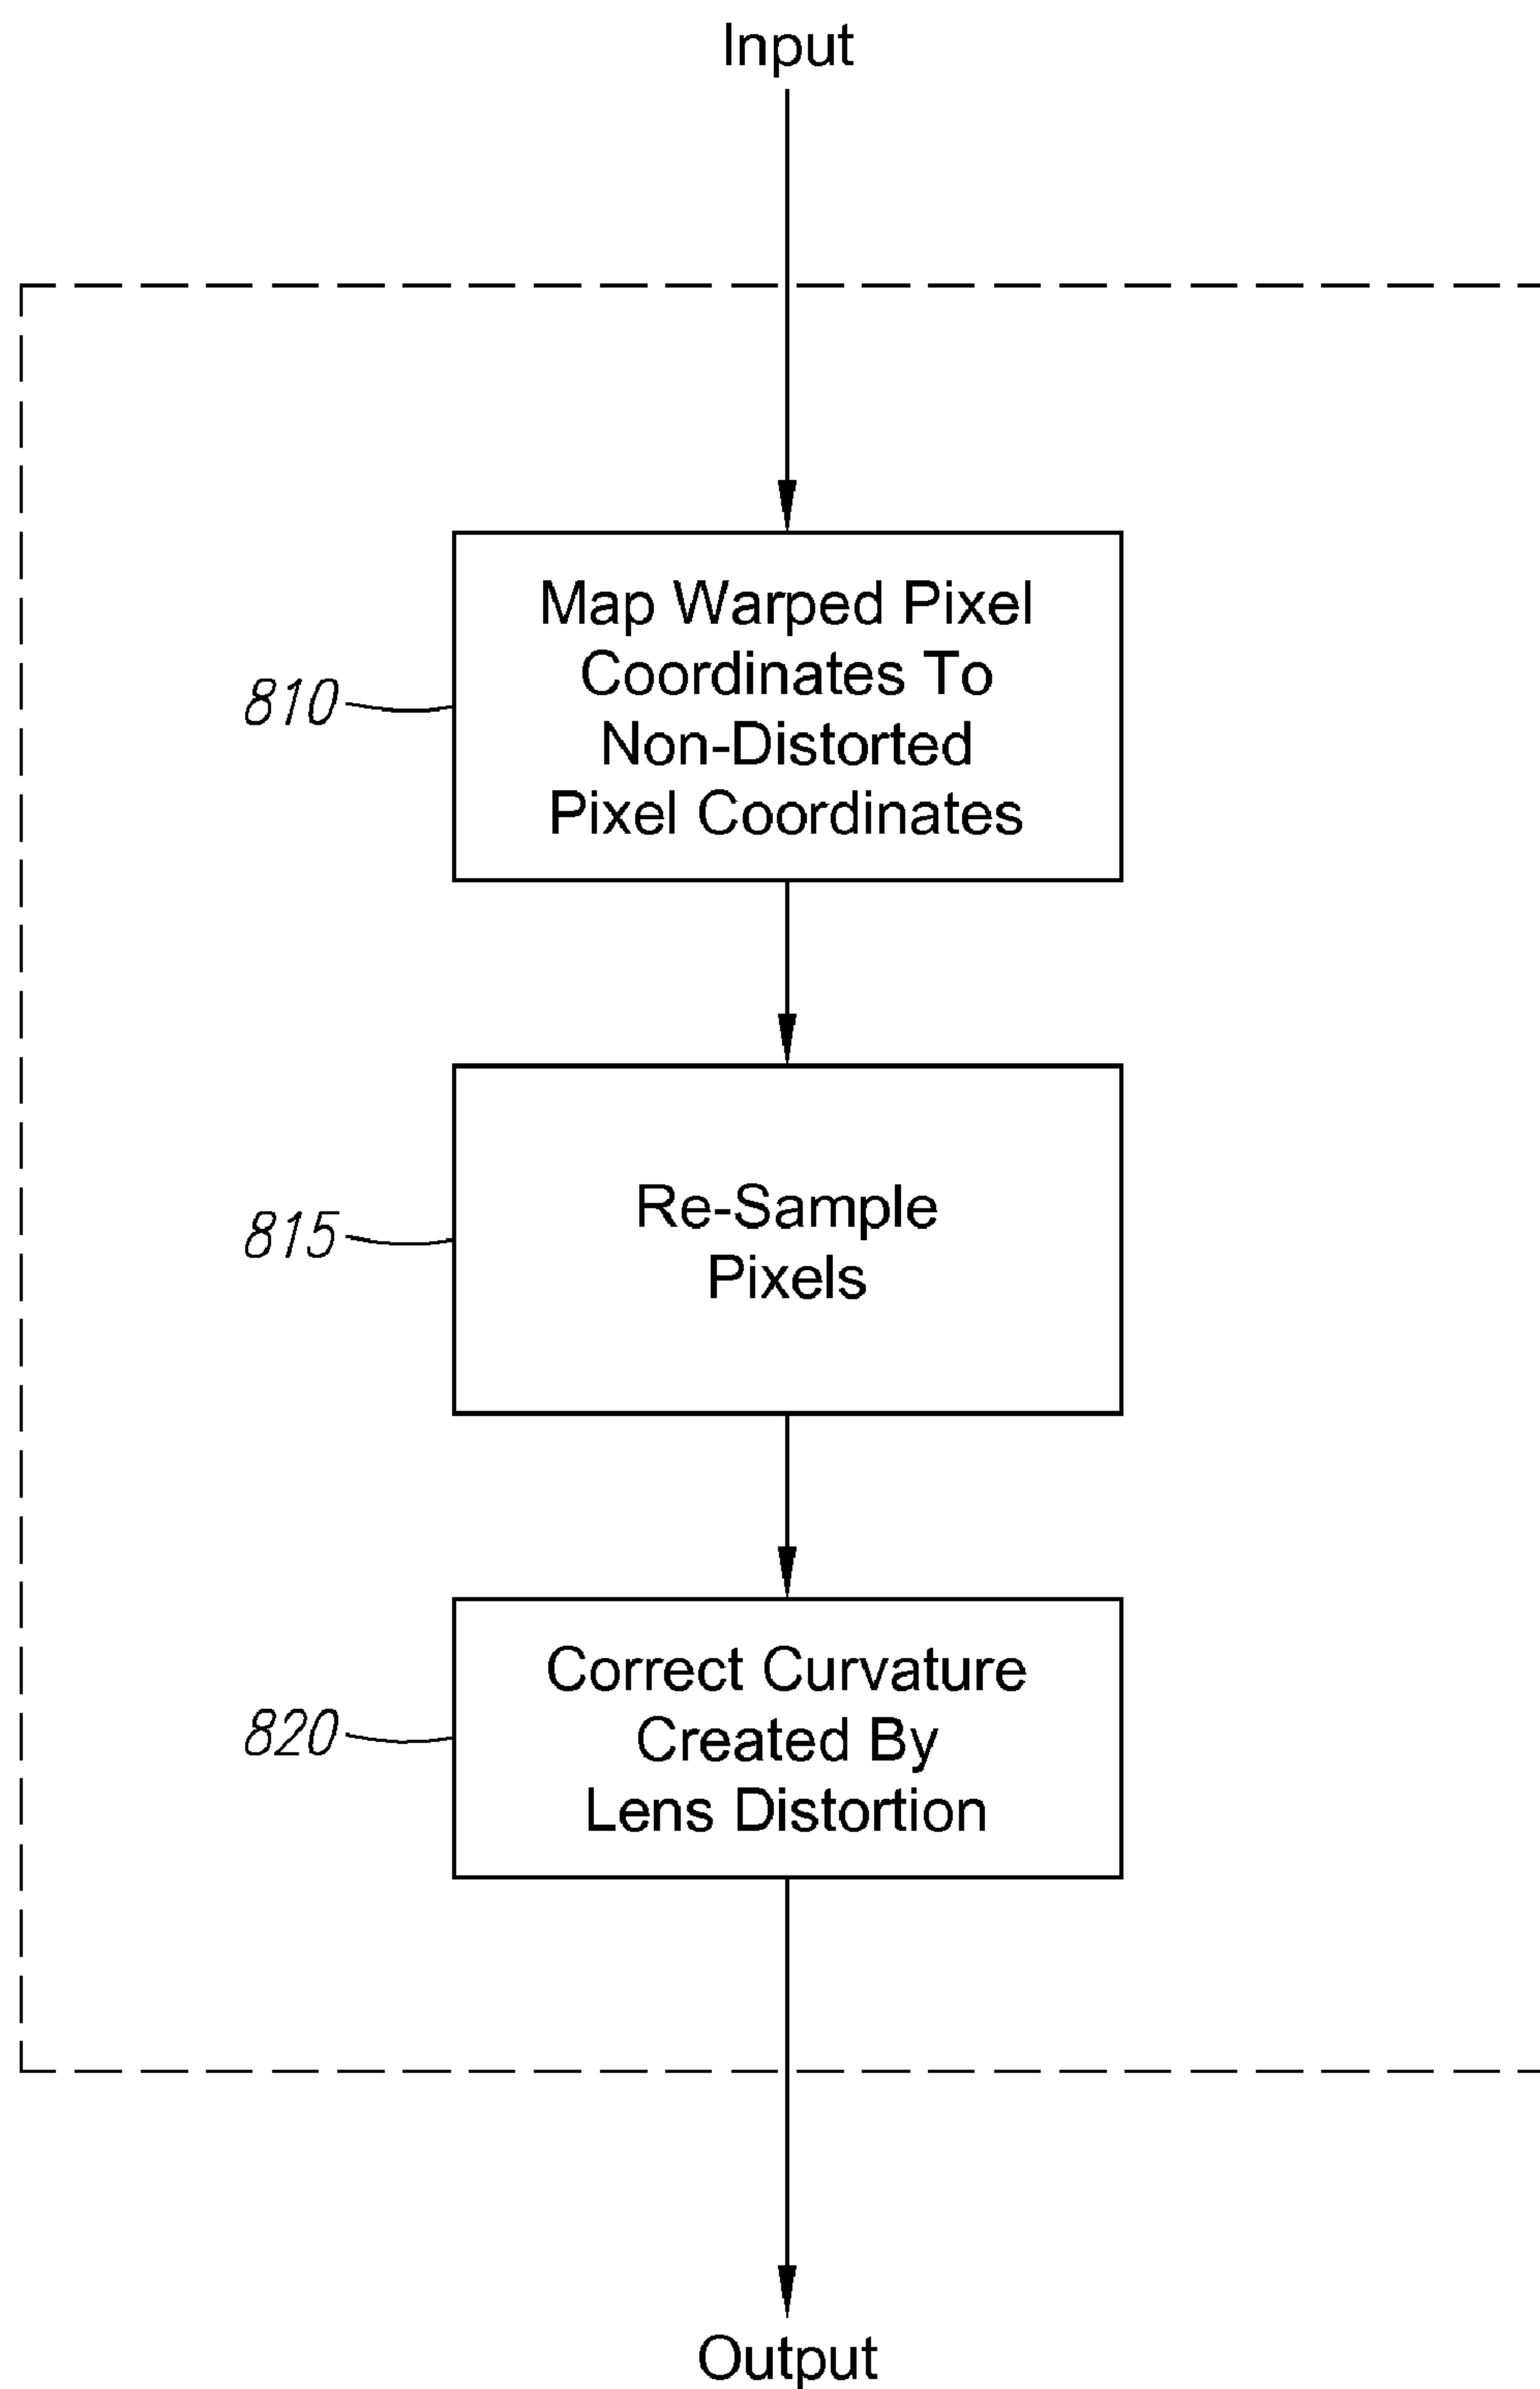 Input
Map Warped Pixel
Coordinates To
Non-Distorted
Pixel Coordinates
810
Re-Sample
Pixels
815
Correct Curvature
Created By
Lens Distortion
820
Output